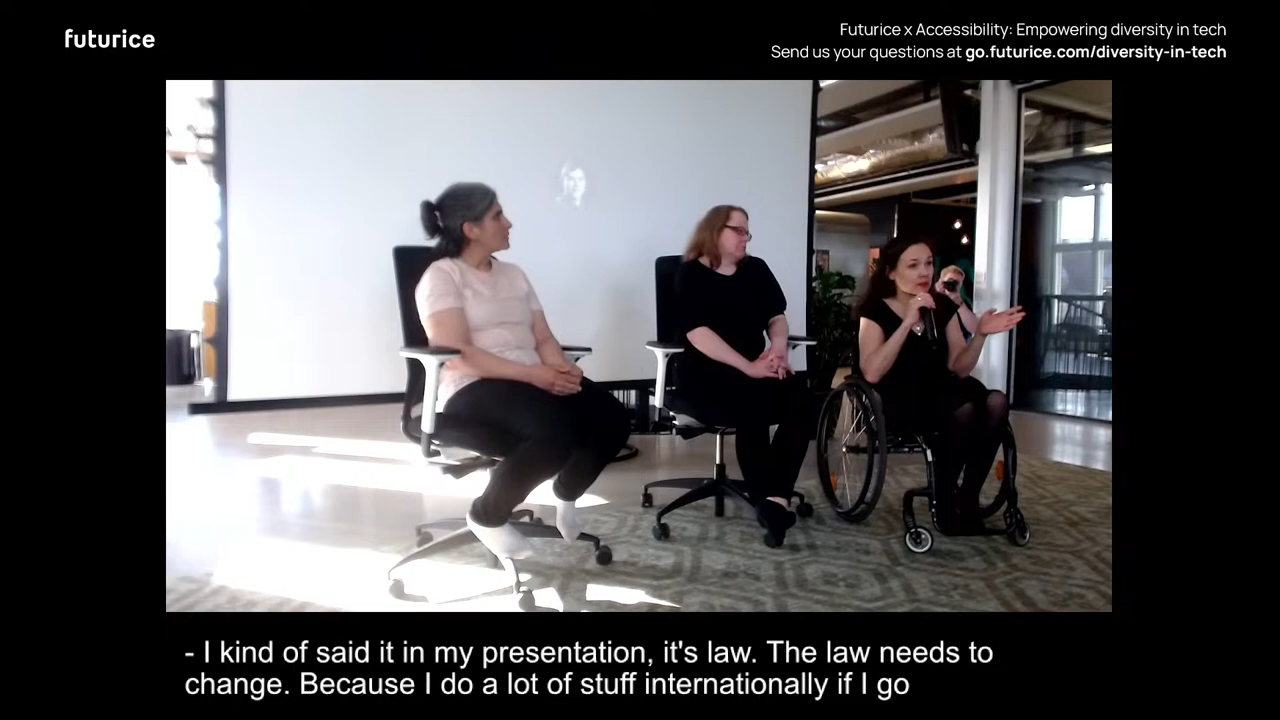 futurice
Futurice x Accessibility: Empowering diversity in tech
Send us your questions at go.futurice.com/diversity-in-tech
- I kind of said it in my presentation, it's law. The law needs to
change. Because I do a lot of stuff internationally if I go